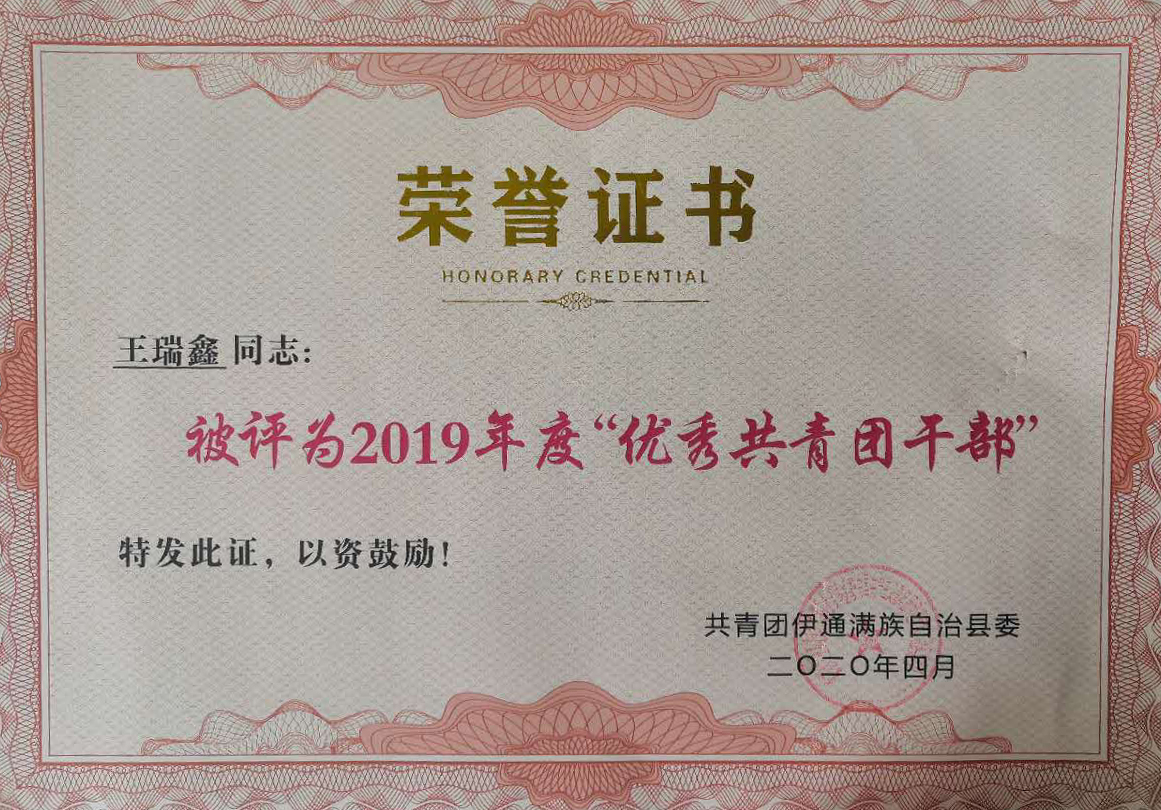 荣誉证书
HONORARY CREDENTIAL
王瑞鑫 同志:
被评为2019年度“优秀共青团干部”
特发此证，以资鼓励!
共青团伊通满族自治县委
二〇二〇年四月